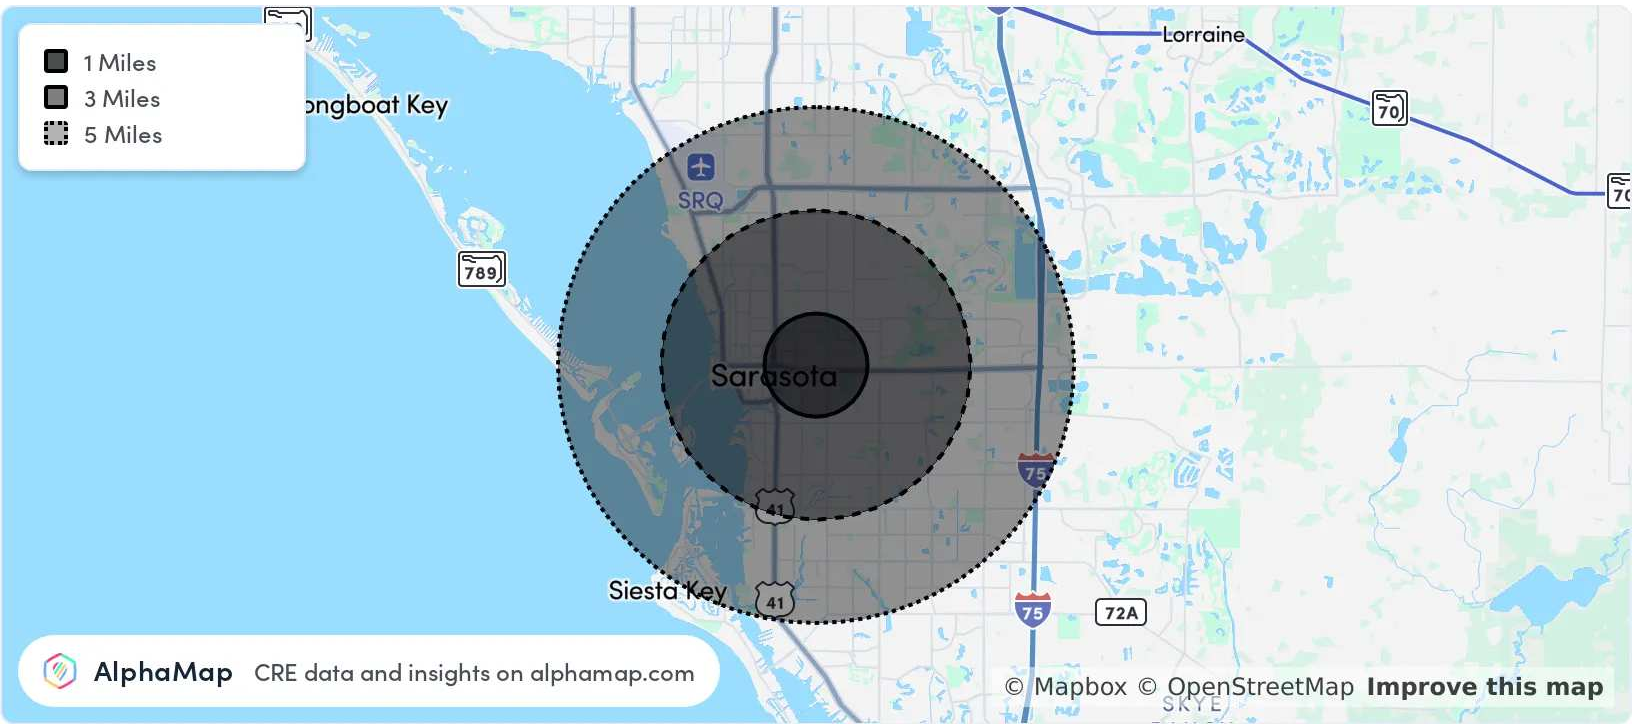 1 Miles
3 Miles
5 Miles
Lorraine
ongboat Key
70
70
SRQ
789
Sarasota
75
41
Siesta Key
41
75
72A
AlphaMap CRE data and insights on alphamap.com
© Mapbox © OpenStreetMap Improve this map
SKYE